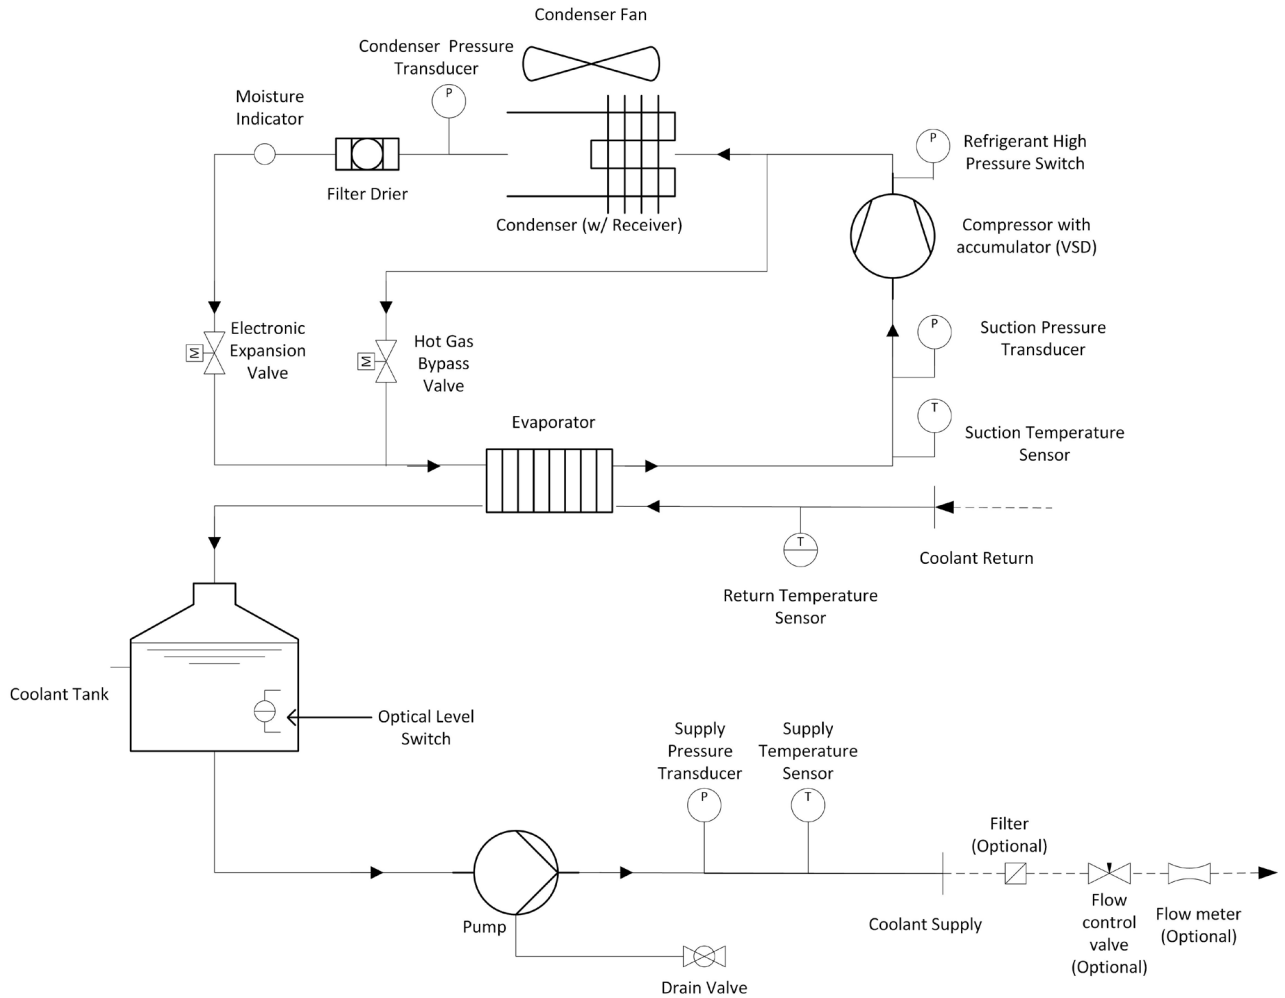 Condenser Fan
Condenser Pressure
Transducer
P
Moisture
Indicator
Filter Drier
Condenser (w/ Receiver)
P
Refrigerant High
Pressure Switch
Compressor with
accumulator (VSD)
M
Electronic
Expansion
Valve
M
Hot Gas
Bypass
Valve
P
Suction Pressure
Transducer
T
Suction Temperature
Sensor
Evaporator
T
Return Temperature
Sensor
Coolant Return
Coolant Tank
Optical Level
Switch
Supply
Pressure
Transducer
P
Supply
Temperature
Sensor
T
Pump
Drain Valve
Coolant Supply
Filter
(Optional)
Flow
control
valve
(Optional)
Flow meter
(Optional)